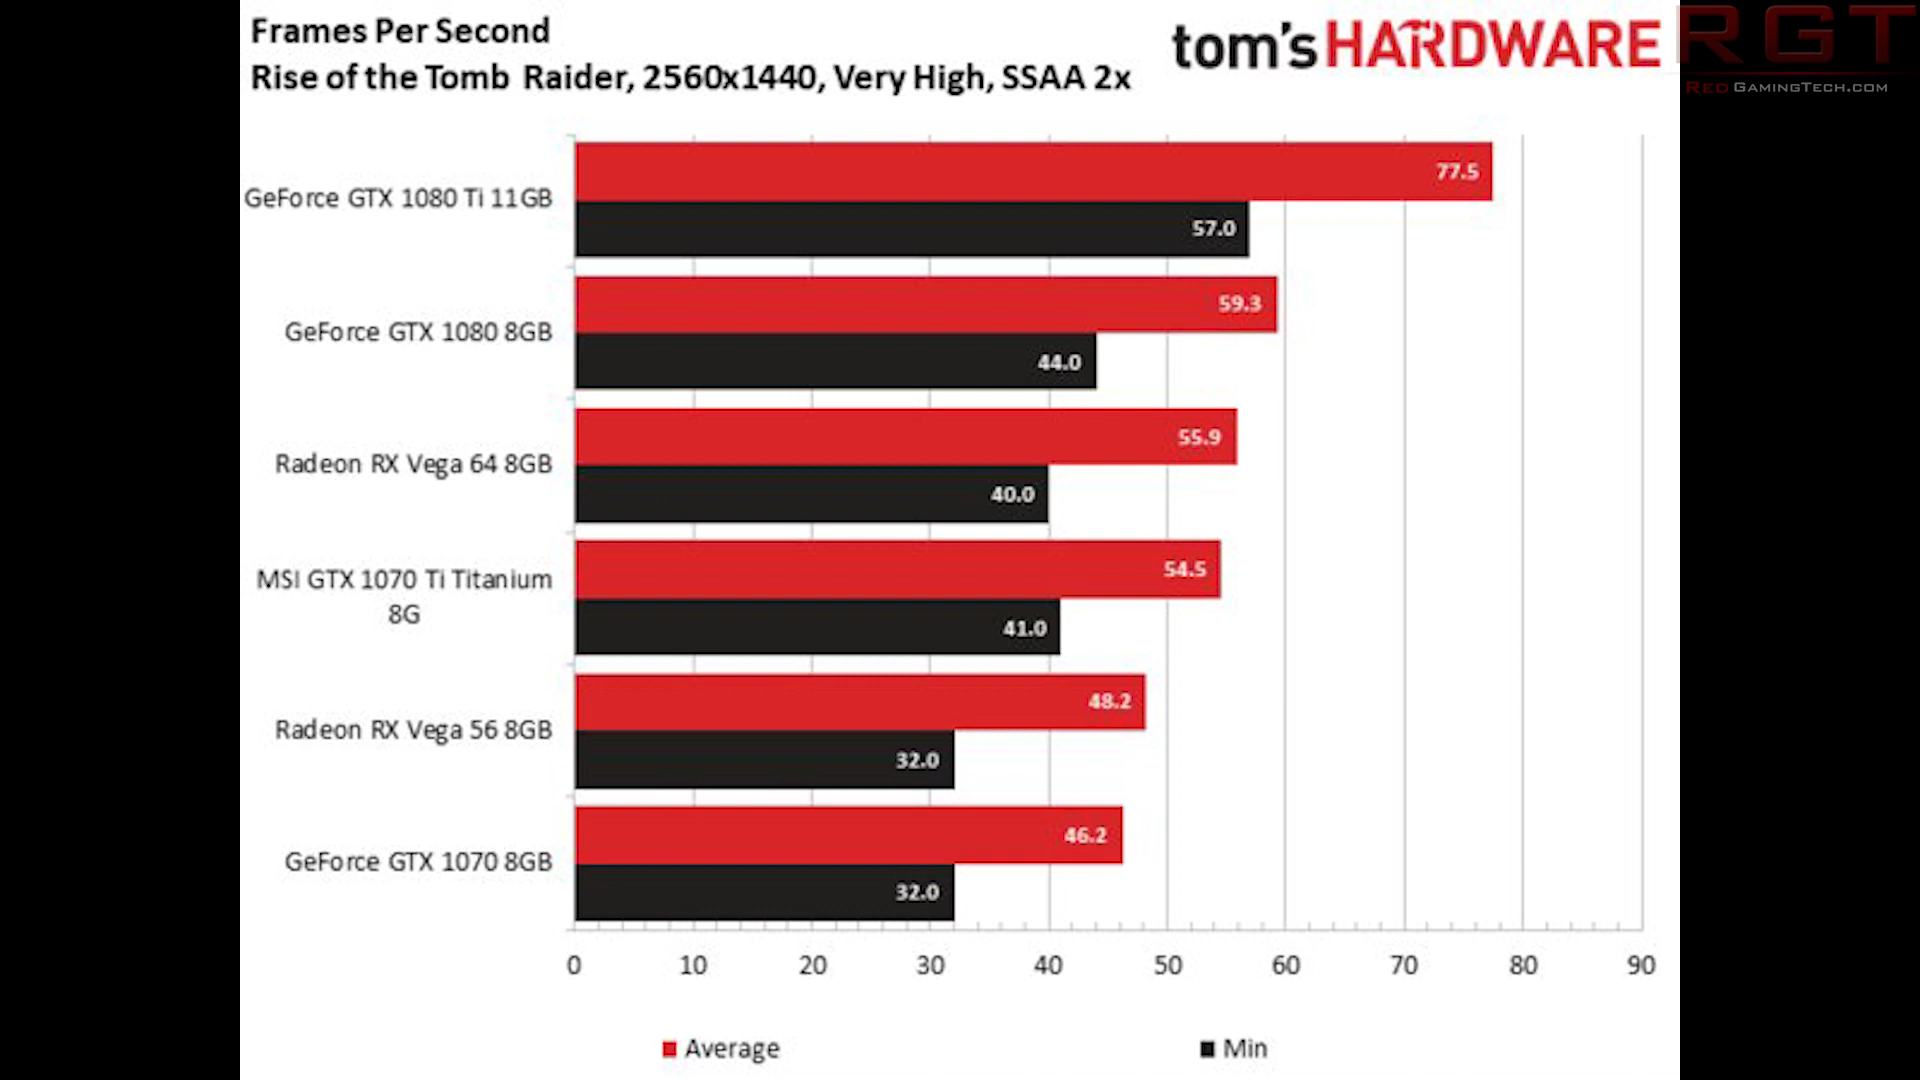 Frames Per Second
Rise of the Tomb Raider, 2560x1440, Very High, SSAA 2x
tom's HARDWARE
RGT
RED GAMINGTECH.COM
GeForce GTX 1080 Ti 11GB
77.5
57.0
GeForce GTX 1080 8GB
59.3
44.0
Radeon RX Vega 64 8GB
55.9
40.0
MSI GTX 1070 Ti Titanium
8G
54.5
41.0
Radeon RX Vega 56 8GB
48.2
32.0
GeForce GTX 1070 8GB
46.2
32.0
0 10 20 30 40 50 60 70 80 90
Average Min